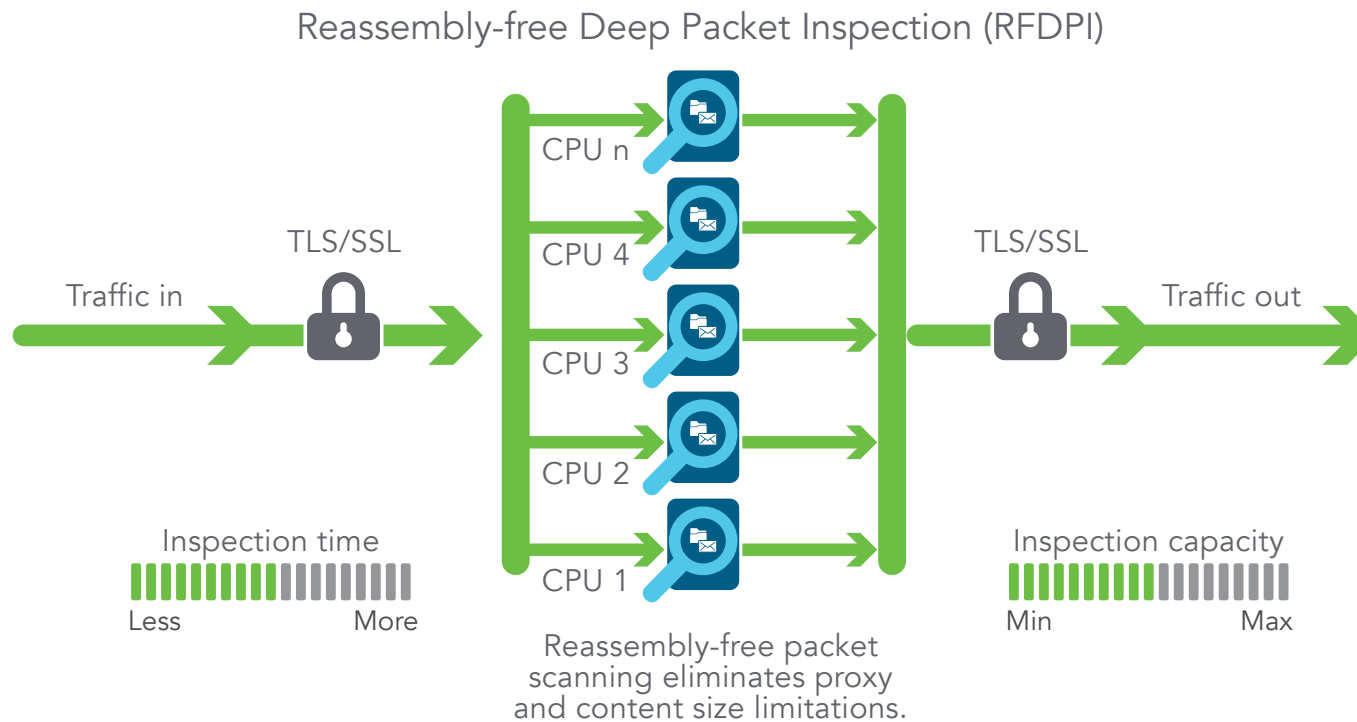 Reassembly-free Deep Packet Inspection (RFDPI)
Traffic in
TLS/SSL
CPU n
CPU 4
CPU 3
CPU 2
CPU 1
TLS/SSL
Traffic out
Inspection time
Less More
Inspection capacity
Min Max
Reassembly-free packet
scanning eliminates proxy
and content size limitations.